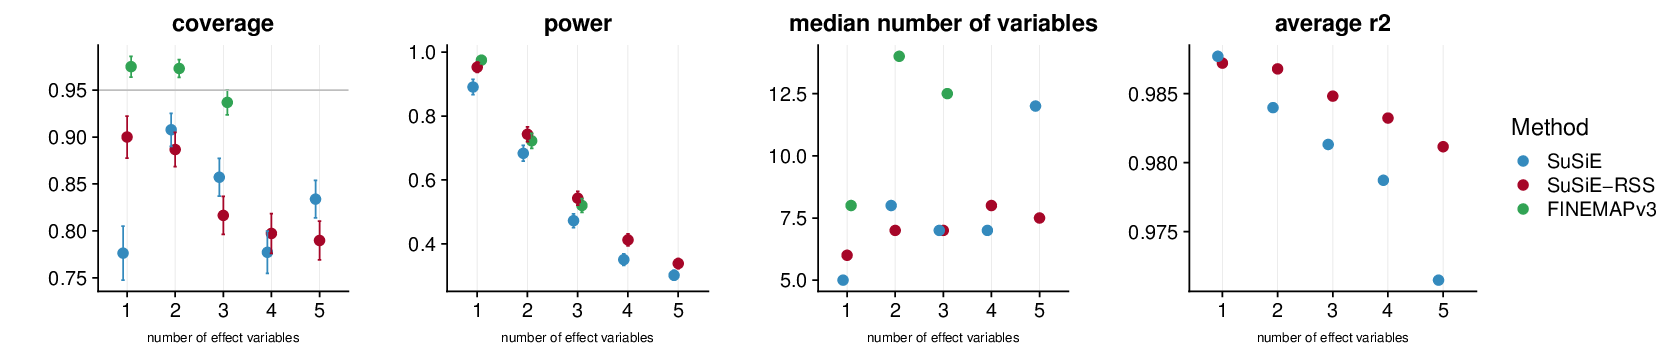 coverage
0.95
0.90
0.85
0.80
0.75
1 2 3 4 5
number of effect variables
power
1.0
0.8
0.6
0.4
1 2 3 4 5
number of effect variables
median number of variables
12.5
10.0
7.5
5.0
1 2 3 4 5
number of effect variables
average r2
0.985
0.980
0.975
1 2 3 4 5
number of effect variables
Method
SuSiE
SuSiE−RSS
FINEMAPv3